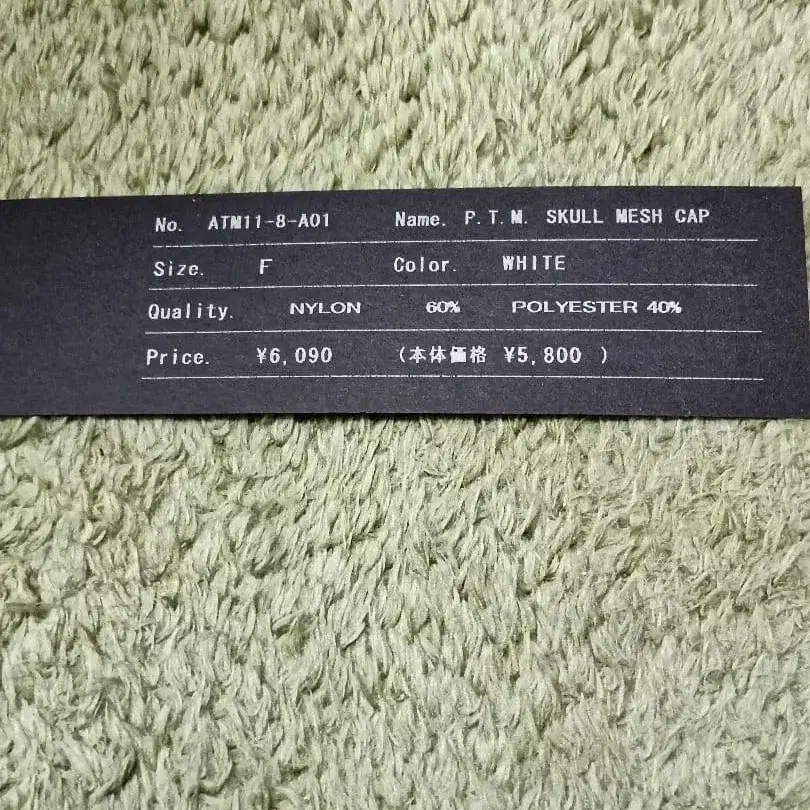 No. ATM11-8-A01 Name. P.T.M. SKULL MESH CAP
Size. F Color. WHITE
Quality. NYLON 60% POLYESTER 40%
Price. ¥6,090 (本体価格 ¥5,800 )